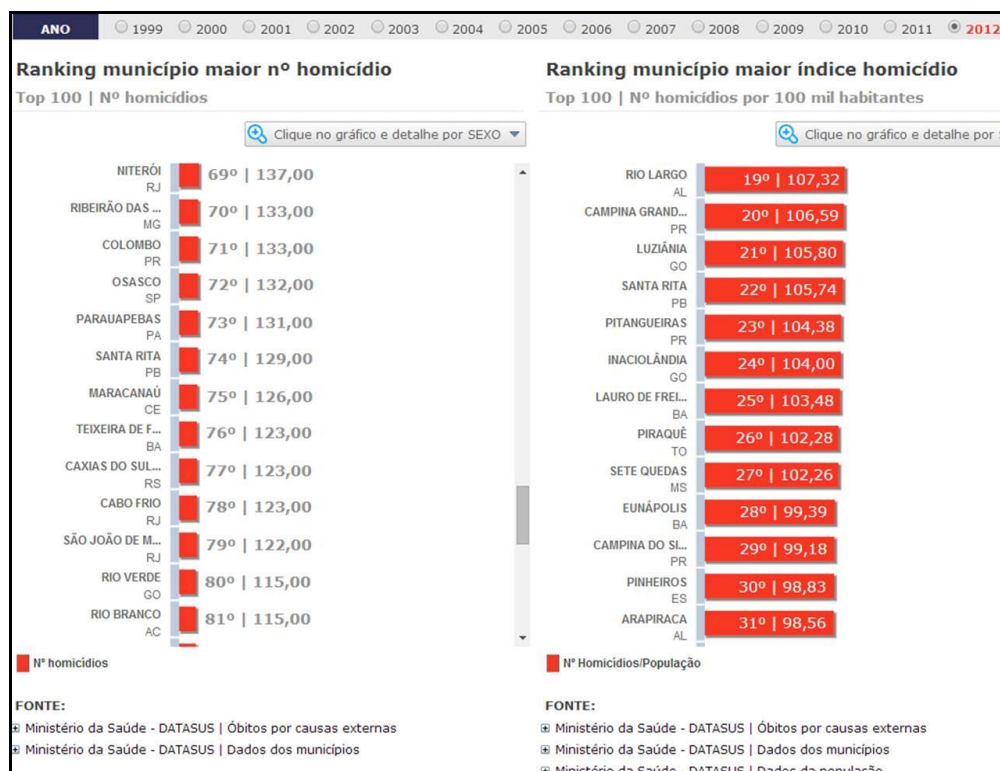 ANO 1999 2000 2001 2002 2003 2004 2005 2006 2007 2008 2009 2010 2011 2012
Ranking município maior nº homicídio
Top 100 | Nº homicídios
Clique no gráfico e detalhe por SEXO
NITERÓI
RJ
69º | 137,00
RIBEIRÃO DAS ...
MG
70º | 133,00
COLOMBO
PR
71º | 133,00
OSASCO
SP
72º | 132,00
PARAUAPEBAS
PA
73º | 131,00
SANTA RITA
PB
74º | 129,00
MARACANAÚ
CE
75º | 126,00
TEIXEIRA DE F...
BA
76º | 123,00
CAXIAS DO SUL...
RS
77º | 123,00
CABO FRIO
RJ
78º | 123,00
SÃO JOÃO DE M...
RJ
79º | 122,00
RIO VERDE
GO
80º | 115,00
RIO BRANCO
AC
81º | 115,00
Nº homicídios
FONTE:
Ministério da Saúde - DATASUS | Óbitos por causas externas
Ministério da Saúde - DATASUS | Dados dos municípios
Ranking município maior índice homicídio
Top 100 | Nº homicídios por 100 mil habitantes
Clique no gráfico e detalhe por
RIO LARGO
AL
19º | 107,32
CAMPINA GRAND...
PR
20º | 106,59
LUZIÂNIA
GO
21º | 105,80
SANTA RITA
PB
22º | 105,74
PITANGUEIRAS
PR
23º | 104,38
INACIOLÂNDIA
GO
24º | 104,00
LAURO DE FREI...
BA
25º | 103,48
PIRAQUÊ
TO
26º | 102,28
SETE QUEDAS
MS
27º | 102,26
EUNÁPOLIS
BA
28º | 99,39
CAMPINA DO SI...
PR
29º | 99,18
PINHEIROS
ES
30º | 98,83
ARAPIRACA
AL
31º | 98,56
Nº Homicídios/População
FONTE:
Ministério da Saúde - DATASUS | Óbitos por causas externas
Ministério da Saúde - DATASUS | Dados dos municípios
Ministério da Saúde - DATASUS | Dados da população